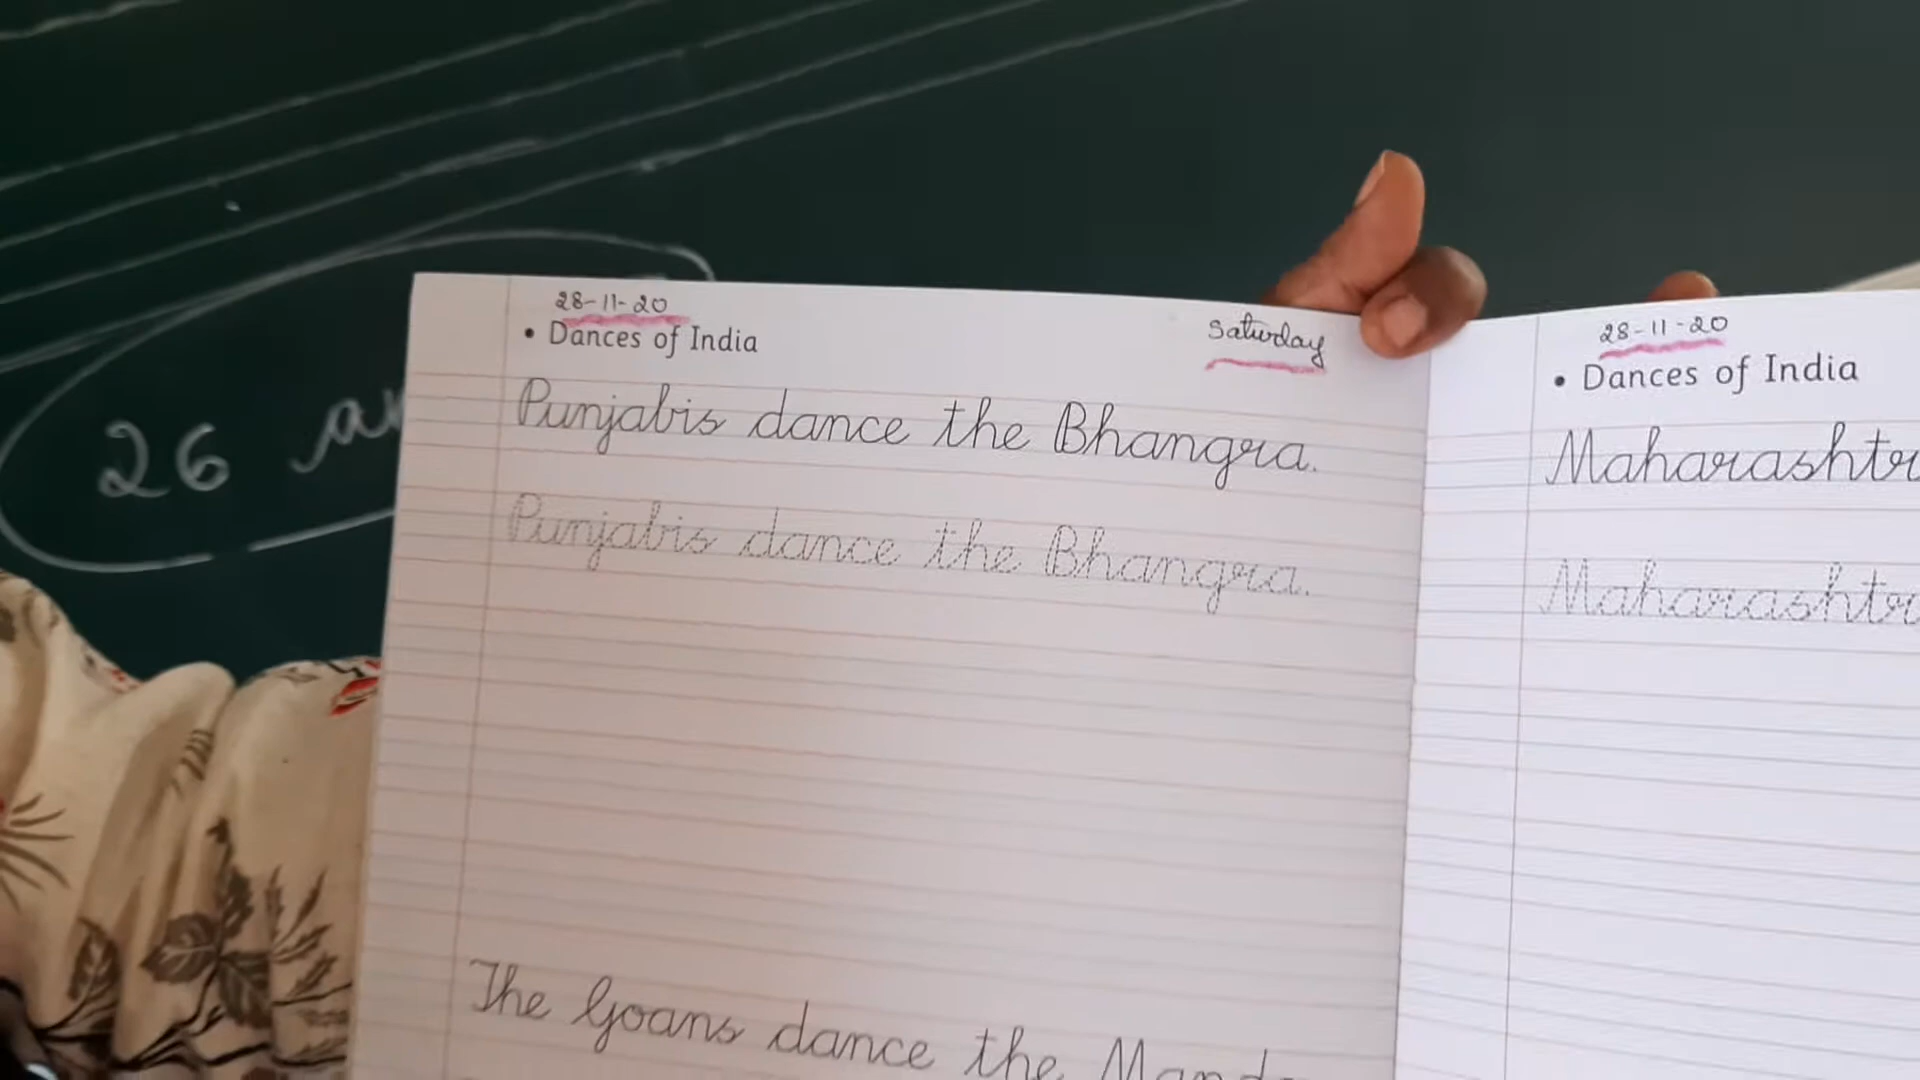 26
28-11-20
Saturday
• Dances of India
Punjabis dance the Bhangra.
Punjabis dance the Bhangra.
The Goans dance the
28-11-20
• Dances of India